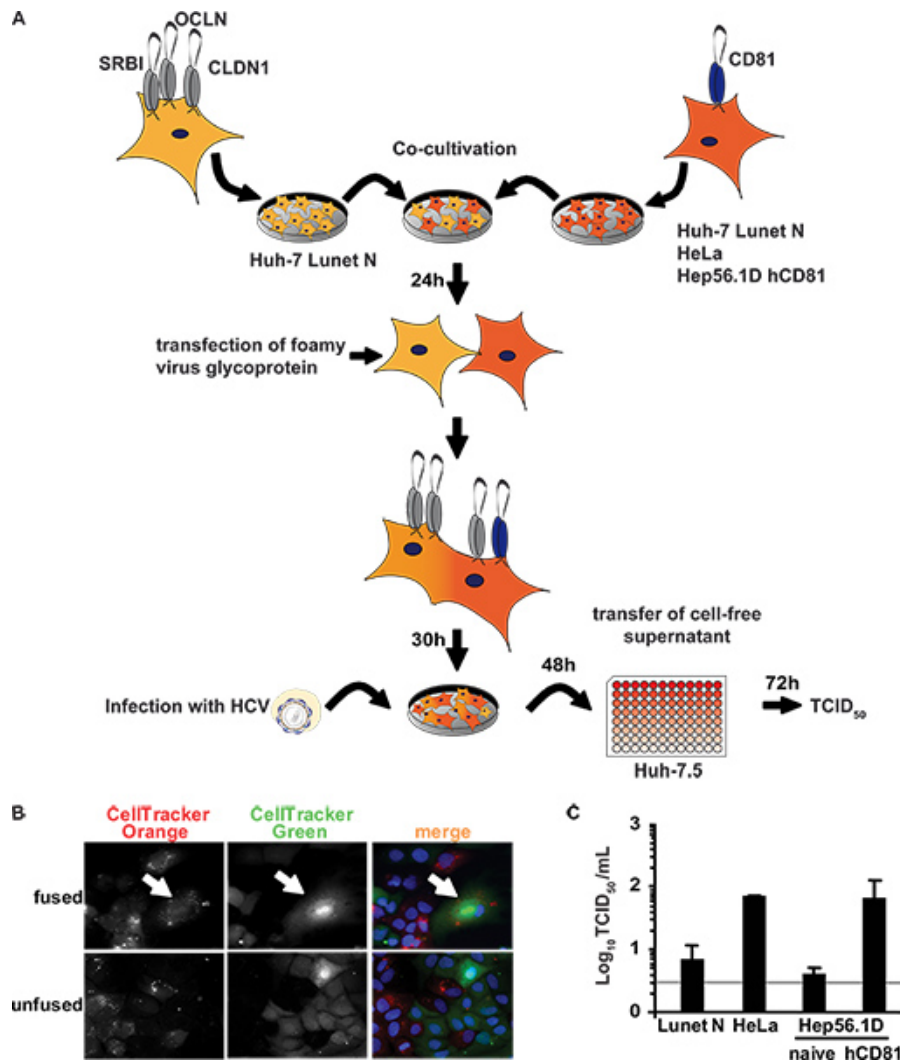 A
OCLN
SRBI
CLDN1
CD81
Co-cultivation
Huh-7 Lunet N
Huh-7 Lunet N
HeLa
Hep56.1D hCD81
24h
transfection of foamy
virus glycoprotein
30h
transfer of cell-free
supernatant
48h
72h
Infection with HCV
TCID50
Huh-7.5
B
CellTracker
Orange
CellTracker
Green
merge
fused
unfused
C
Log10 TCID50/mL
3
2
1
0
Lunet N HeLa Hep56.1D
naive hCD81